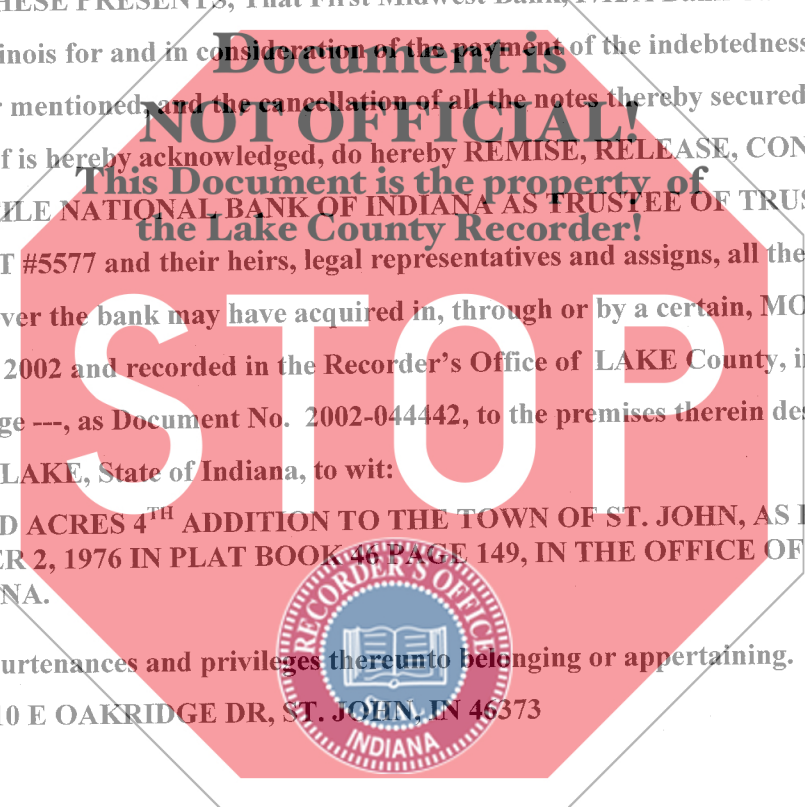 HESE PRESENTS, That First Midwest Bank,
Document is
inois for and in consideration of the payment of the indebtedness
NOT OFFICIAL!
mentioned, and the cancellation of all the notes thereby secured
This Document is the property of
f is hereby acknowledged, do hereby REMISE, RELEASE, CON
the Lake County Recorder!
ILE NATIONAL BANK OF INDIANA AS TRUSTEE OF TRUS
T #5577 and their heirs, legal representatives and assigns, all the
ver the bank may have acquired in, through or by a certain, MO
STOP
2002 and recorded in the Recorder's Office of LAKE County, i
ge ---, as Document No. 2002-044442, to the premises therein des
LAKE, State of Indiana, to wit:
D ACRES 4TH ADDITION TO THE TOWN OF ST. JOHN, AS
ER 2, 1976 IN PLAT BOOK 46 PAGE 149, IN THE OFFICE OF
NA.
RECORDER'S OFFICE
urtenances and privileges thereunto belonging or appertaining.
SEAL
10 E OAKRIDGE DR, ST. JOHN, IN 46373
INDIANA